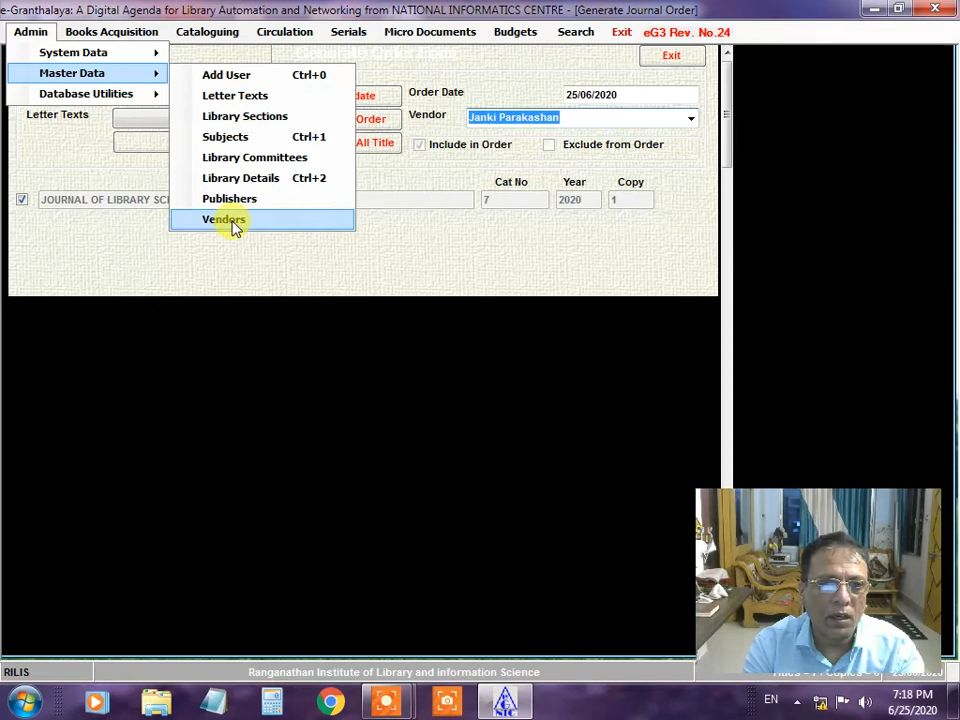 e-Granthalaya: A Digital Agenda for Library Automation and Networking from NATIONAL INFORMATICS CENTRE - [Generate Journal Order]
Admin Books Acquisition Cataloguing Circulation Serials Micro Documents Budgets Search Exit eG3 Rev. No.24
System Data
Master Data
Database Utilities
Add User Ctrl+0
Letter Texts
Library Sections
Subjects Ctrl+1
Library Committees
Library Details Ctrl+2
Publishers
Vendors
Exit
Order Date 25/06/2020
Letter Texts
Order
Vendor Janki Parakashan
All Title
Include in Order Exclude from Order
Cat No Year Copy
JOURNAL OF LIBRARY SC 7 2020 1
RILIS Ranganathan Institute of Library and information Science
EN
7:18 PM
6/25/2020